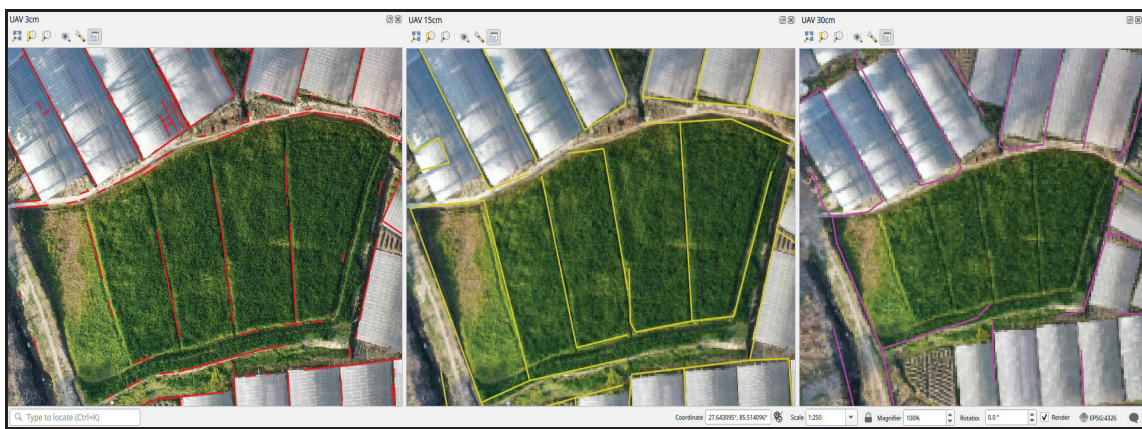 UAV 3cm
UAV 15cm
UAV 30cm
Type to locate (Ctrl+K)
Coordinate 27.643095°, 85.514096° Scale 1:250 Magnifier 100% Rotation 0.0 ° Render EPSG:4326